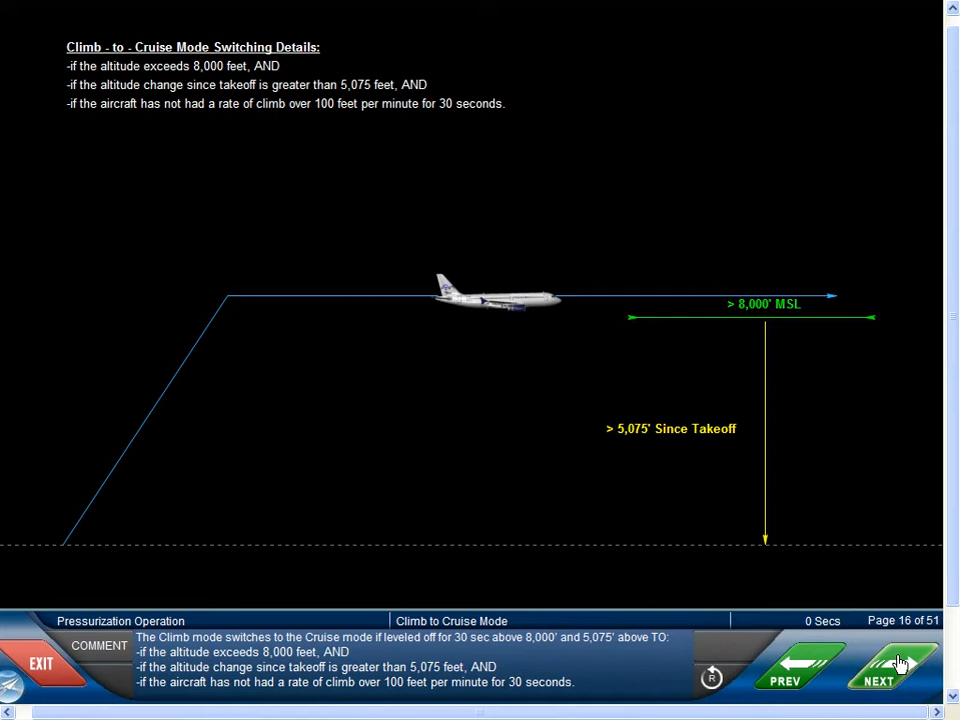 Climb - to - Cruise Mode Switching Details:
-if the altitude exceeds 8,000 feet, AND
-if the altitude change since takeoff is greater than 5,075 feet, AND
-if the aircraft has not had a rate of climb over 100 feet per minute for 30 seconds.
> 8,000' MSL
> 5,075' Since Takeoff
Pressurization Operation
Climb to Cruise Mode
0 Secs
Page 16 of 51
EXIT
COMMENT
The Climb mode switches to the Cruise mode if leveled off for 30 sec above 8,000' and 5,075' above TO:
-if the altitude exceeds 8,000 feet, AND
-if the altitude change since takeoff is greater than 5,075 feet, AND
-if the aircraft has not had a rate of climb over 100 feet per minute for 30 seconds.
R
PREV
NEXT